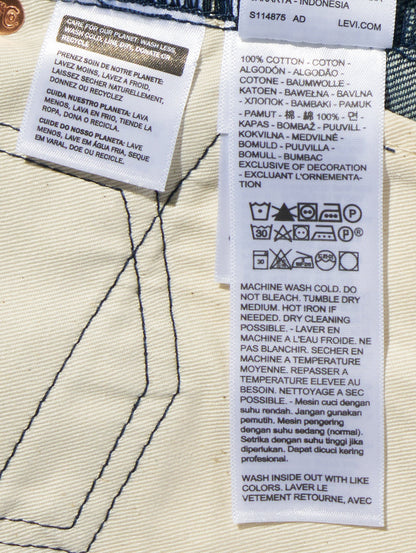 CARE FOR OUR PLANET: WASH LESS,
WASH COLD, LINE DRY, DONATE OR
RECYCLE
PRENEZ SOIN DE NOTRE PLANETE:
LAVEZ MOINS, LAVEZ À FROID,
LAISSEZ SECHER NATURELLEMENT,
DONNEZ OU RECYCLEZ
CUIDA NUESTRO PLANETA: LAVA
MENOS, LAVA EN FRIO, TIENDE LA
ROPA, DONA Y RECICLA
CUIDE DO NOSSO PLANETA: LAVA
MENOS, LAVE EM ÁGUA FRIA, SEQUE
EM VARAL, DOE OU RECICLE.
JAKARTA - INDONESIA
S114875 AD LEVI.COM
100% COTTON - COTON -
ALGODÓN - ALGODÃO -
COTONE - BAUMWOLLE -
KATOEN - BAWEŁNA - BAVLNA
- ХЛОПОК - ΒΑΜΒΑΚΙ - PAMUK
- PAMUT - 棉 - 綿 100% - 면 -
KAPAS - BOMBAŽ - PUUVILL -
KOKVILNA - MEDVILNĖ -
BOMULD - PUUVILLA -
BOMULL - BUMBAC
EXCLUSIVE OF DECORATION
- EXCLUANT L'ORNEMENTA-
TION
P
30 P
30
MACHINE WASH COLD. DO
NOT BLEACH. TUMBLE DRY
MEDIUM. HOT IRON IF
NEEDED. DRY CLEANING
POSSIBLE. - LAVER EN
MACHINE A L'EAU FROIDE. NE
PAS BLANCHIR. SECHER EN
MACHINE A TEMPERATURE
MOYENNE. REPASSER A
TEMPERATURE ELEVEE AU
BESOIN. NETTOYAGE A SEC
POSSIBLE. - Mesin cuci dengan
suhu rendah. Jangan gunakan
pemutih. Mesin pengering
dengan suhu sedang (normal).
Setrika dengan suhu tinggi jika
diperlukan. Dapat dicuci kering
profesional.
WASH INSIDE OUT WITH LIKE
COLORS. LAVER LE
VETEMENT RETOURNE, AVEC